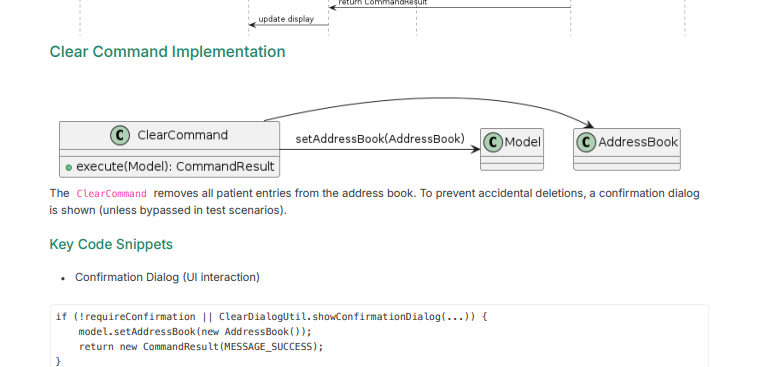 return CommandResult
update display
Clear Command Implementation
C ClearCommand
execute(Model): CommandResult
setAddressBook(AddressBook)
C Model
C AddressBook
The ClearCommand removes all patient entries from the address book. To prevent accidental deletions, a confirmation dialog
is shown (unless bypassed in test scenarios).
Key Code Snippets
• Confirmation Dialog (UI interaction)
if (!requireConfirmation || ClearDialogUtil.showConfirmationDialog(...)) {
    model.setAddressBook(new AddressBook());
    return new CommandResult(MESSAGE_SUCCESS);
}